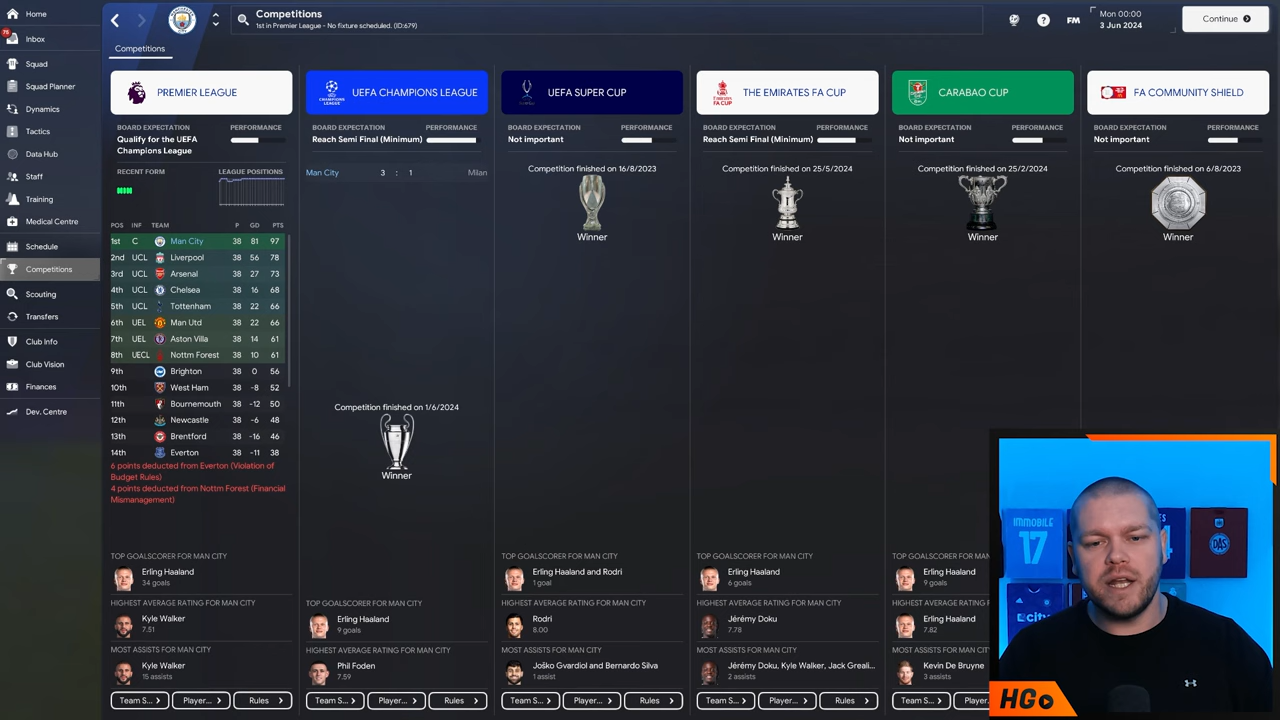 Home
Inbox
Squad
Squad Planner
Dynamics
Tactics
Data Hub
Staff
Training
Medical Centre
Schedule
Competitions
Scouting
Transfers
Club Info
Club Vision
Finances
Dev. Centre
Competitions
1st in Premier League - No fixture scheduled. (ID:679)
FM
Mon 00:00
3 Jun 2024
Continue
Competitions
PREMIER LEAGUE
BOARD EXPECTATION PERFORMANCE
Qualify for the UEFA
Champions League
RECENT FORM LEAGUE POSITIONS
POS INF TEAM P GD PTS
1st C Man City 38 81 97
2nd UCL Liverpool 38 56 78
3rd UCL Arsenal 38 27 73
4th UCL Chelsea 38 16 68
5th UCL Tottenham 38 22 66
6th UEL Man Utd 38 22 66
7th UEL Aston Villa 38 14 61
8th UECL Nottm Forest 38 10 61
9th Brighton 38 0 56
10th West Ham 38 -8 52
11th Bournemouth 38 -12 50
12th Newcastle 38 -6 48
13th Brentford 38 -16 46
14th Everton 38 -11 38
6 points deducted from Everton (Violation of
Budget Rules)
4 points deducted from Nottm Forest (Financial
Mismanagement)
TOP GOALSCORER FOR MAN CITY
Erling Haaland
34 goals
HIGHEST AVERAGE RATING FOR MAN CITY
Kyle Walker
7.51
MOST ASSISTS FOR MAN CITY
Kyle Walker
15 assists
Team S... Player... Rules
UEFA CHAMPIONS LEAGUE
BOARD EXPECTATION PERFORMANCE
Reach Semi Final (Minimum)
Man City 3 : 1 Milan
Competition finished on 1/6/2024
Winner
TOP GOALSCORER FOR MAN CITY
Erling Haaland
9 goals
HIGHEST AVERAGE RATING FOR MAN CITY
Phil Foden
7.59
Team S... Player... Rules
UEFA SUPER CUP
BOARD EXPECTATION PERFORMANCE
Not important
Competition finished on 16/8/2023
Winner
TOP GOALSCORER FOR MAN CITY
Erling Haaland and Rodri
1 goal
HIGHEST AVERAGE RATING FOR MAN CITY
Rodri
8.00
MOST ASSISTS FOR MAN CITY
Joško Gvardiol and Bernardo Silva
1 assist
Team S... Player... Rules
THE EMIRATES FA CUP
BOARD EXPECTATION PERFORMANCE
Reach Semi Final (Minimum)
Competition finished on 25/5/2024
Winner
TOP GOALSCORER FOR MAN CITY
Erling Haaland
6 goals
HIGHEST AVERAGE RATING FOR MAN CITY
Jérémy Doku
7.78
MOST ASSISTS FOR MAN CITY
Jérémy Doku, Kyle Walker, Jack Greali...
2 assists
Team S... Player... Rules
CARABAO CUP
BOARD EXPECTATION PERFORMANCE
Not important
Competition finished on 25/2/2024
Winner
TOP GOALSCORER FOR MAN CITY
Erling Haaland
9 goals
HIGHEST AVERAGE RATING FOR MAN
Erling Haaland
7.82
MOST ASSISTS FOR MAN CITY
Kevin De Bruyne
3 assists
Team S...
FA COMMUNITY SHIELD
BOARD EXPECTATION PERFORMANCE
Not important
Competition finished on 6/8/2023
Winner
IMMOBILE
17
DAS
HGo